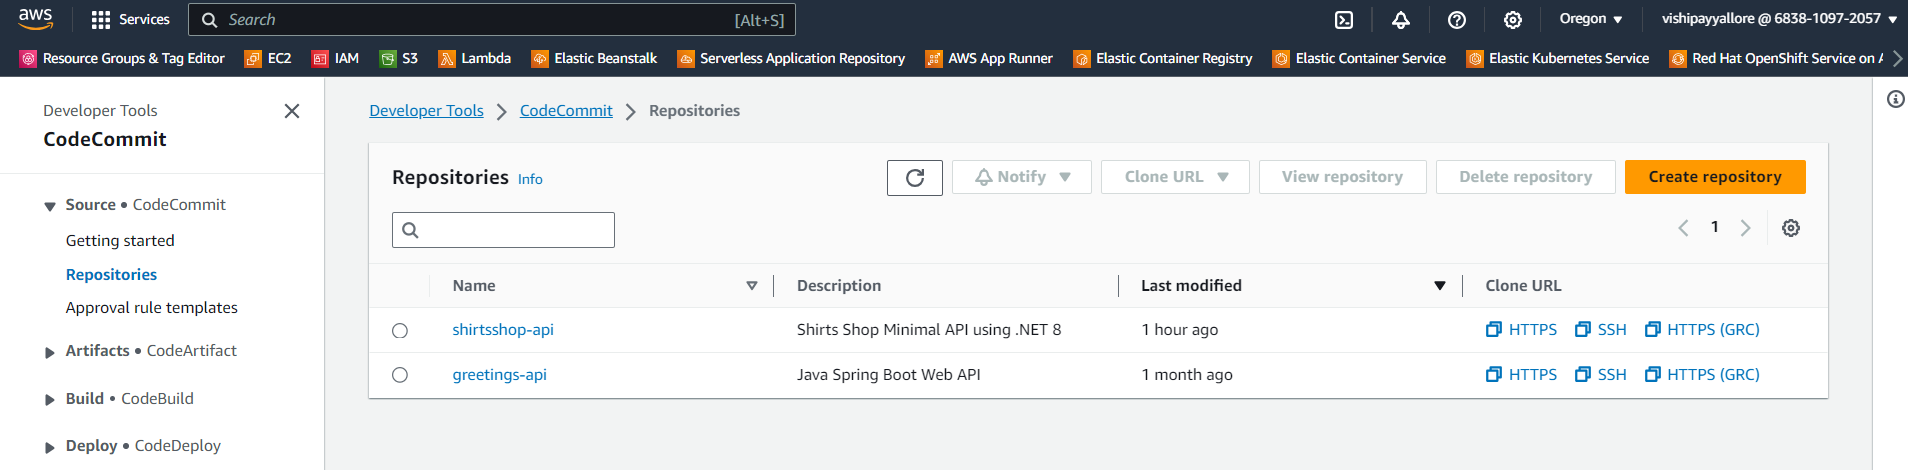 aws Services Search [Alt+S] Oregon vishipayyallore @ 6838-1097-2057
Resource Groups & Tag Editor EC2 IAM S3 Lambda Elastic Beanstalk Serverless Application Repository AWS App Runner Elastic Container Registry Elastic Container Service Elastic Kubernetes Service Red Hat OpenShift Service on A
Developer Tools
CodeCommit
Source • CodeCommit
Getting started
Repositories
Approval rule templates
Artifacts • CodeArtifact
Build • CodeBuild
Deploy • CodeDeploy
Developer Tools CodeCommit Repositories
Repositories Info Notify Clone URL View repository Delete repository Create repository
1
Name Description Last modified Clone URL
shirtsshop-api Shirts Shop Minimal API using .NET 8 1 hour ago HTTPS SSH HTTPS (GRC)
greetings-api Java Spring Boot Web API 1 month ago HTTPS SSH HTTPS (GRC)